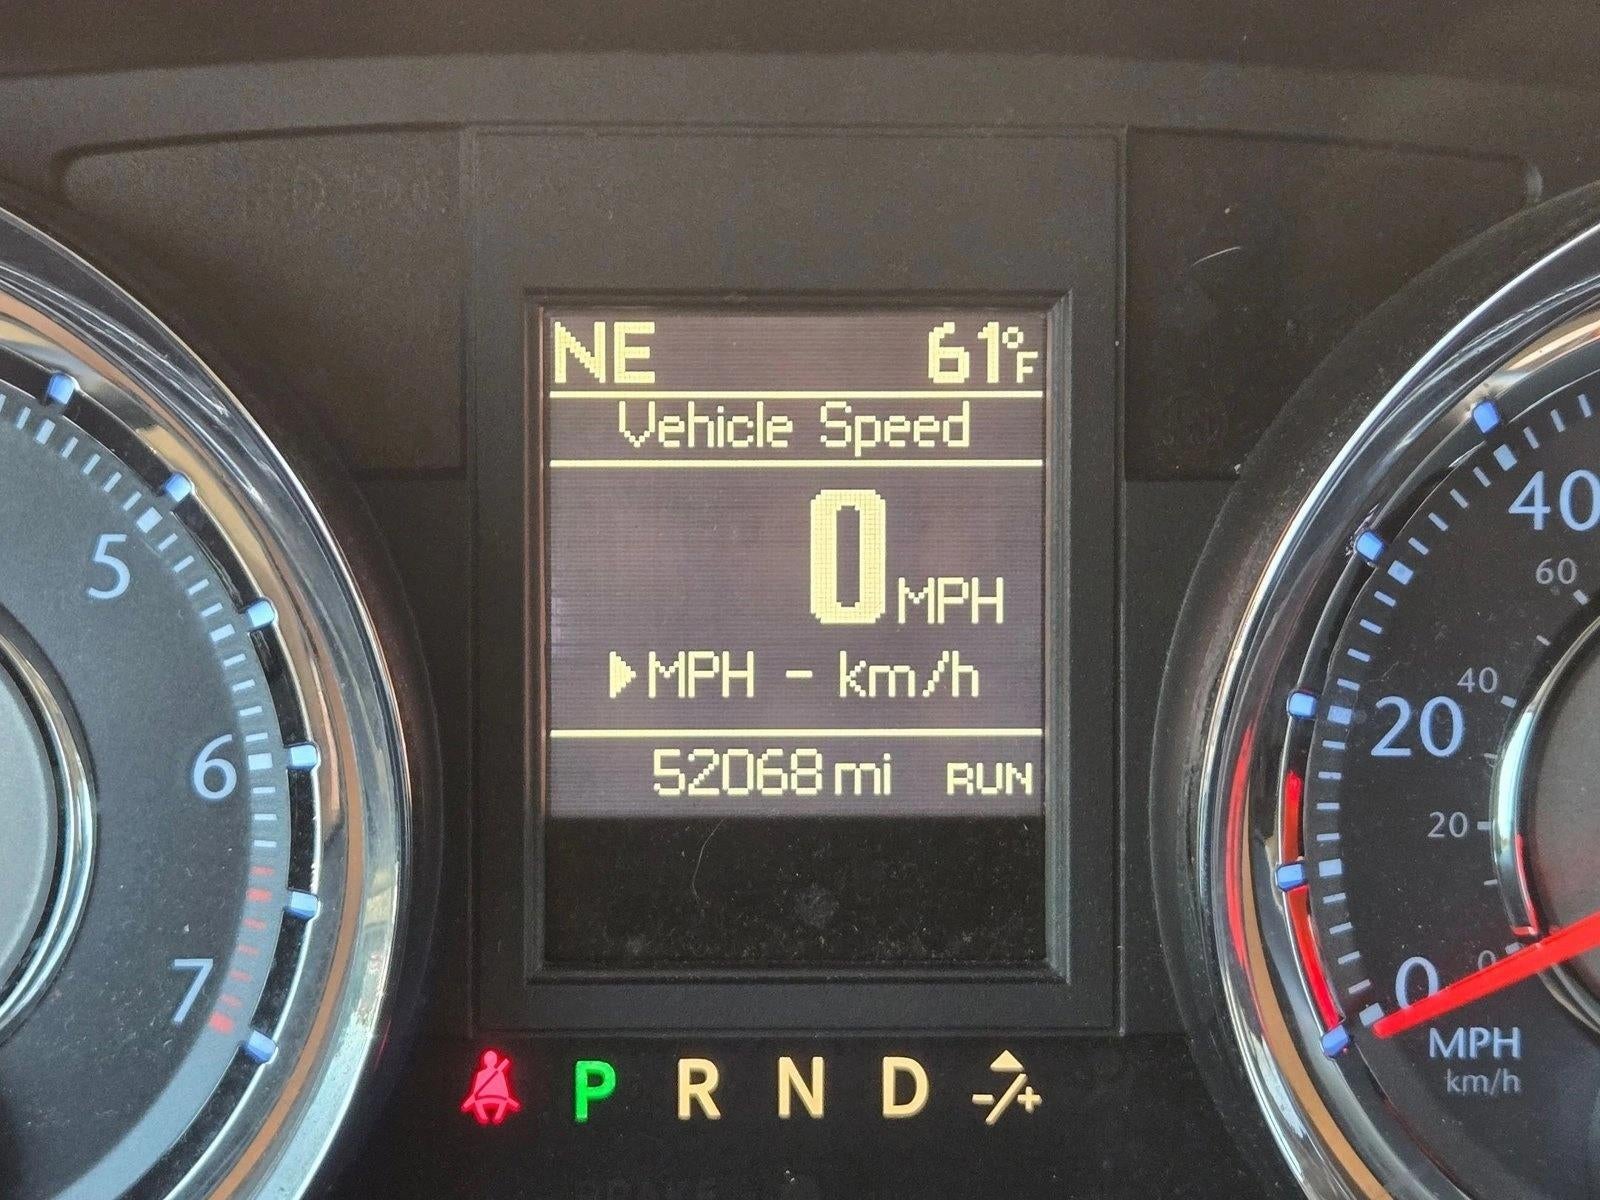 NE 61°F
Vehicle Speed
0 MPH
▶MPH - km/h
52068 mi RUN
5
6
7
40
60
40
20
20
0
0
MPH
km/h
P R N D -/+